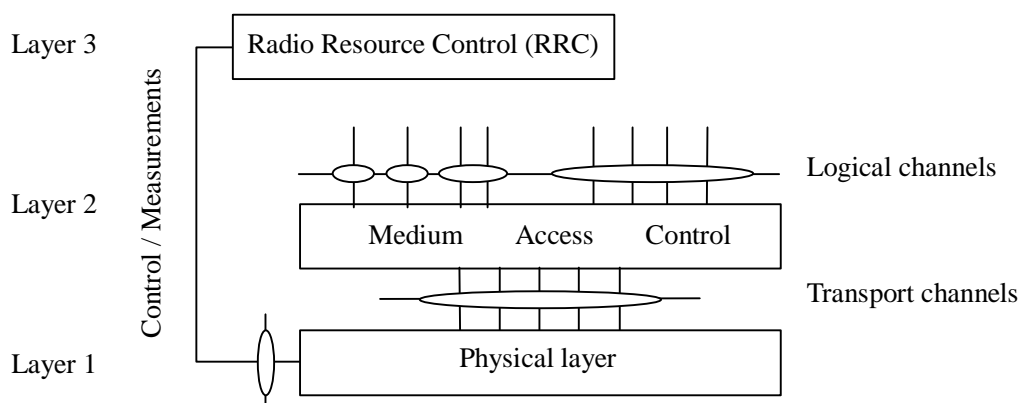 Layer 3
Radio Resource Control (RRC)
Control / Measurements
Logical channels
Layer 2
Medium Access Control
Transport channels
Layer 1
Physical layer